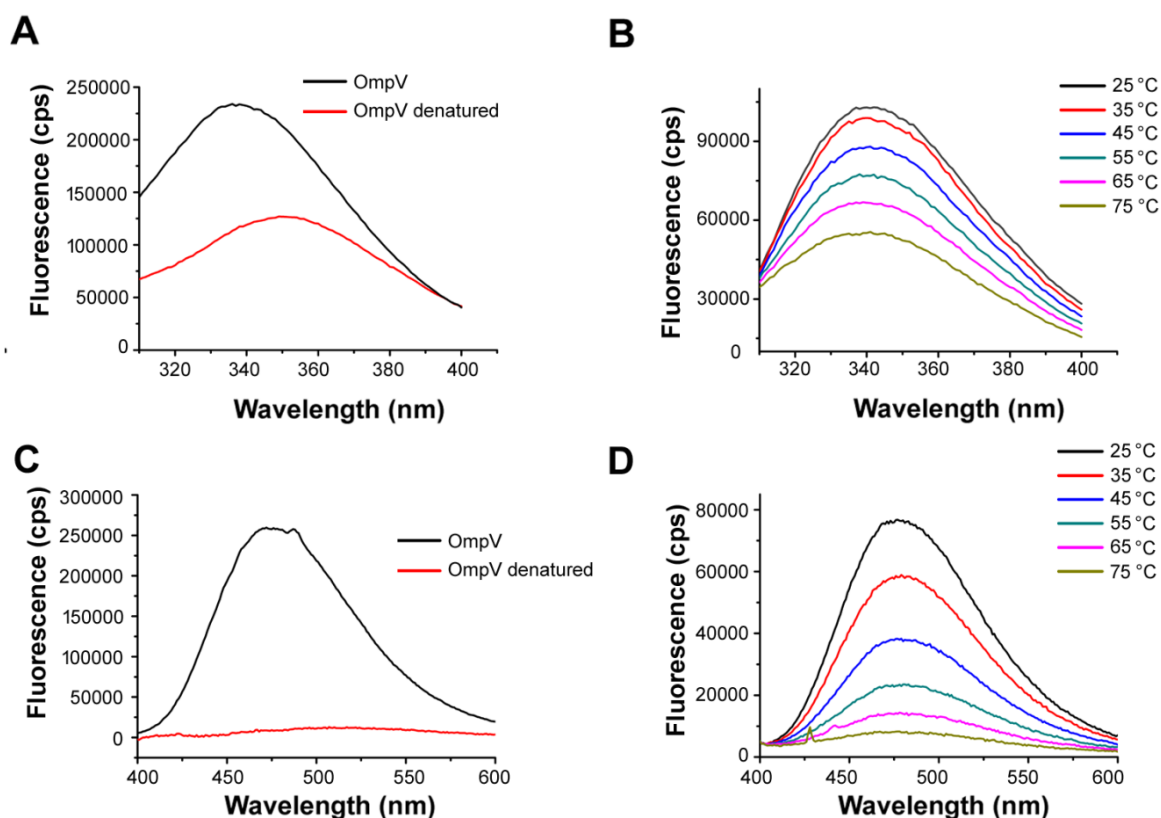 A
Fluorescence (cps)
250000
200000
150000
100000
50000
0
320 340 360 380 400
Wavelength (nm)
OmpV
OmpV denatured
B
Fluorescence (cps)
90000
60000
30000
0
320 340 360 380 400
Wavelength (nm)
25 °C
35 °C
45 °C
55 °C
65 °C
75 °C
C
Fluorescence (cps)
300000
250000
200000
150000
100000
50000
0
400 450 500 550 600
Wavelength (nm)
OmpV
OmpV denatured
D
Fluorescence (cps)
80000
60000
40000
20000
0
400 450 500 550 600
Wavelength (nm)
25 °C
35 °C
45 °C
55 °C
65 °C
75 °C